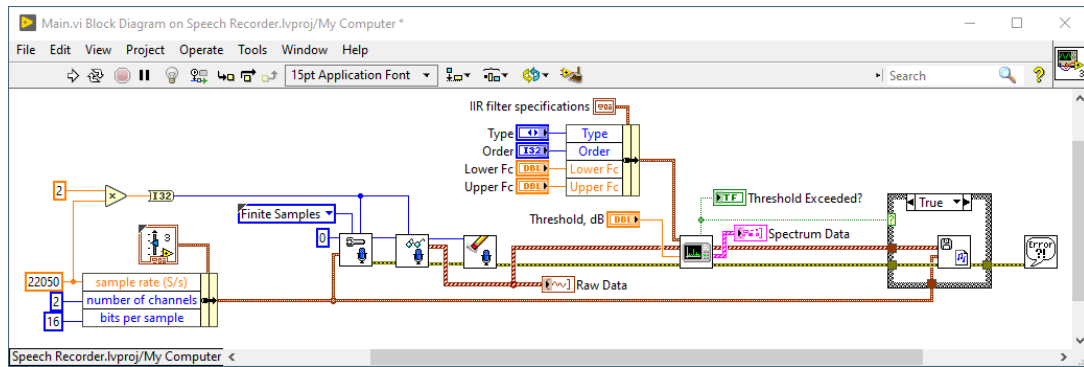 Main.vi Block Diagram on Speech Recorder.lvproj/My Computer *
File Edit View Project Operate Tools Window Help
15pt Application Font
Search
3
IIR filter specifications
Type Type
Order I32 Order
Lower Fc DBL Lower Fc
Upper Fc DBL Upper Fc
2 I32
TF Threshold Exceeded?
True
Finite Samples
Threshold, dB DBL
Spectrum Data
0
3
Error
?!
22050 sample rate (S/s)
2 number of channels
16 bits per sample
Raw Data
Speech Recorder.lvproj/My Computer